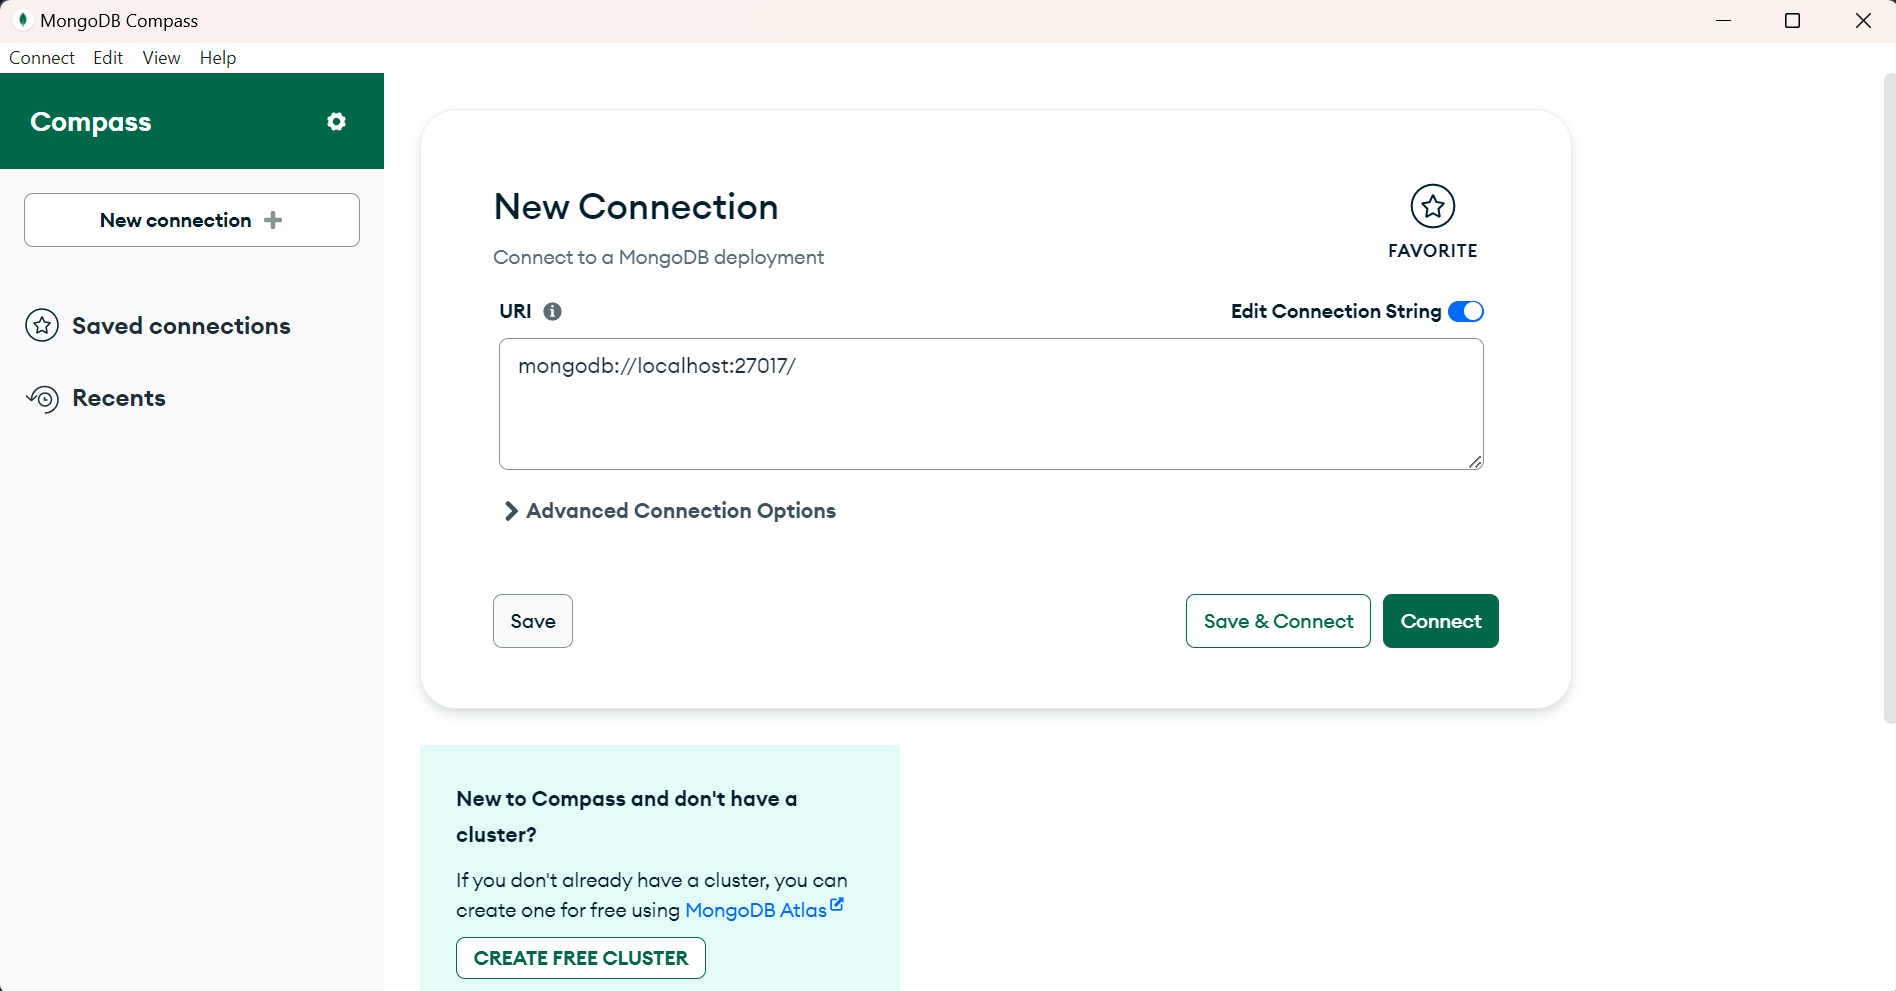 MongoDB Compass
Connect Edit View Help
Compass
New connection
Saved connections
Recents
New Connection
Connect to a MongoDB deployment
FAVORITE
URI
Edit Connection String
mongodb://localhost:27017/
Advanced Connection Options
Save
Save & Connect
Connect
New to Compass and don't have a
cluster?
If you don't already have a cluster, you can
create one for free using MongoDB Atlas
CREATE FREE CLUSTER